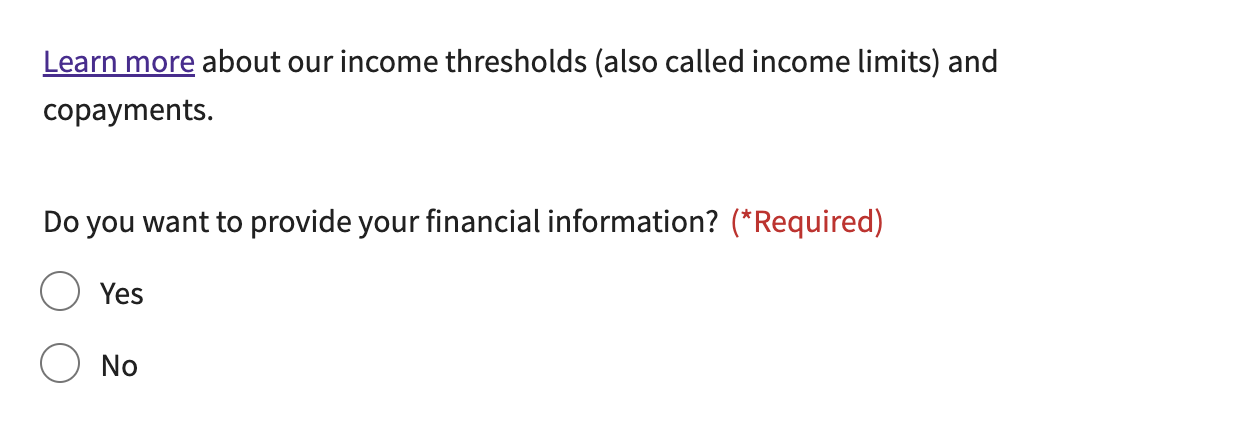 Learn more about our income thresholds (also called income limits) and
copayments.
Do you want to provide your financial information? (*Required)
Yes
No